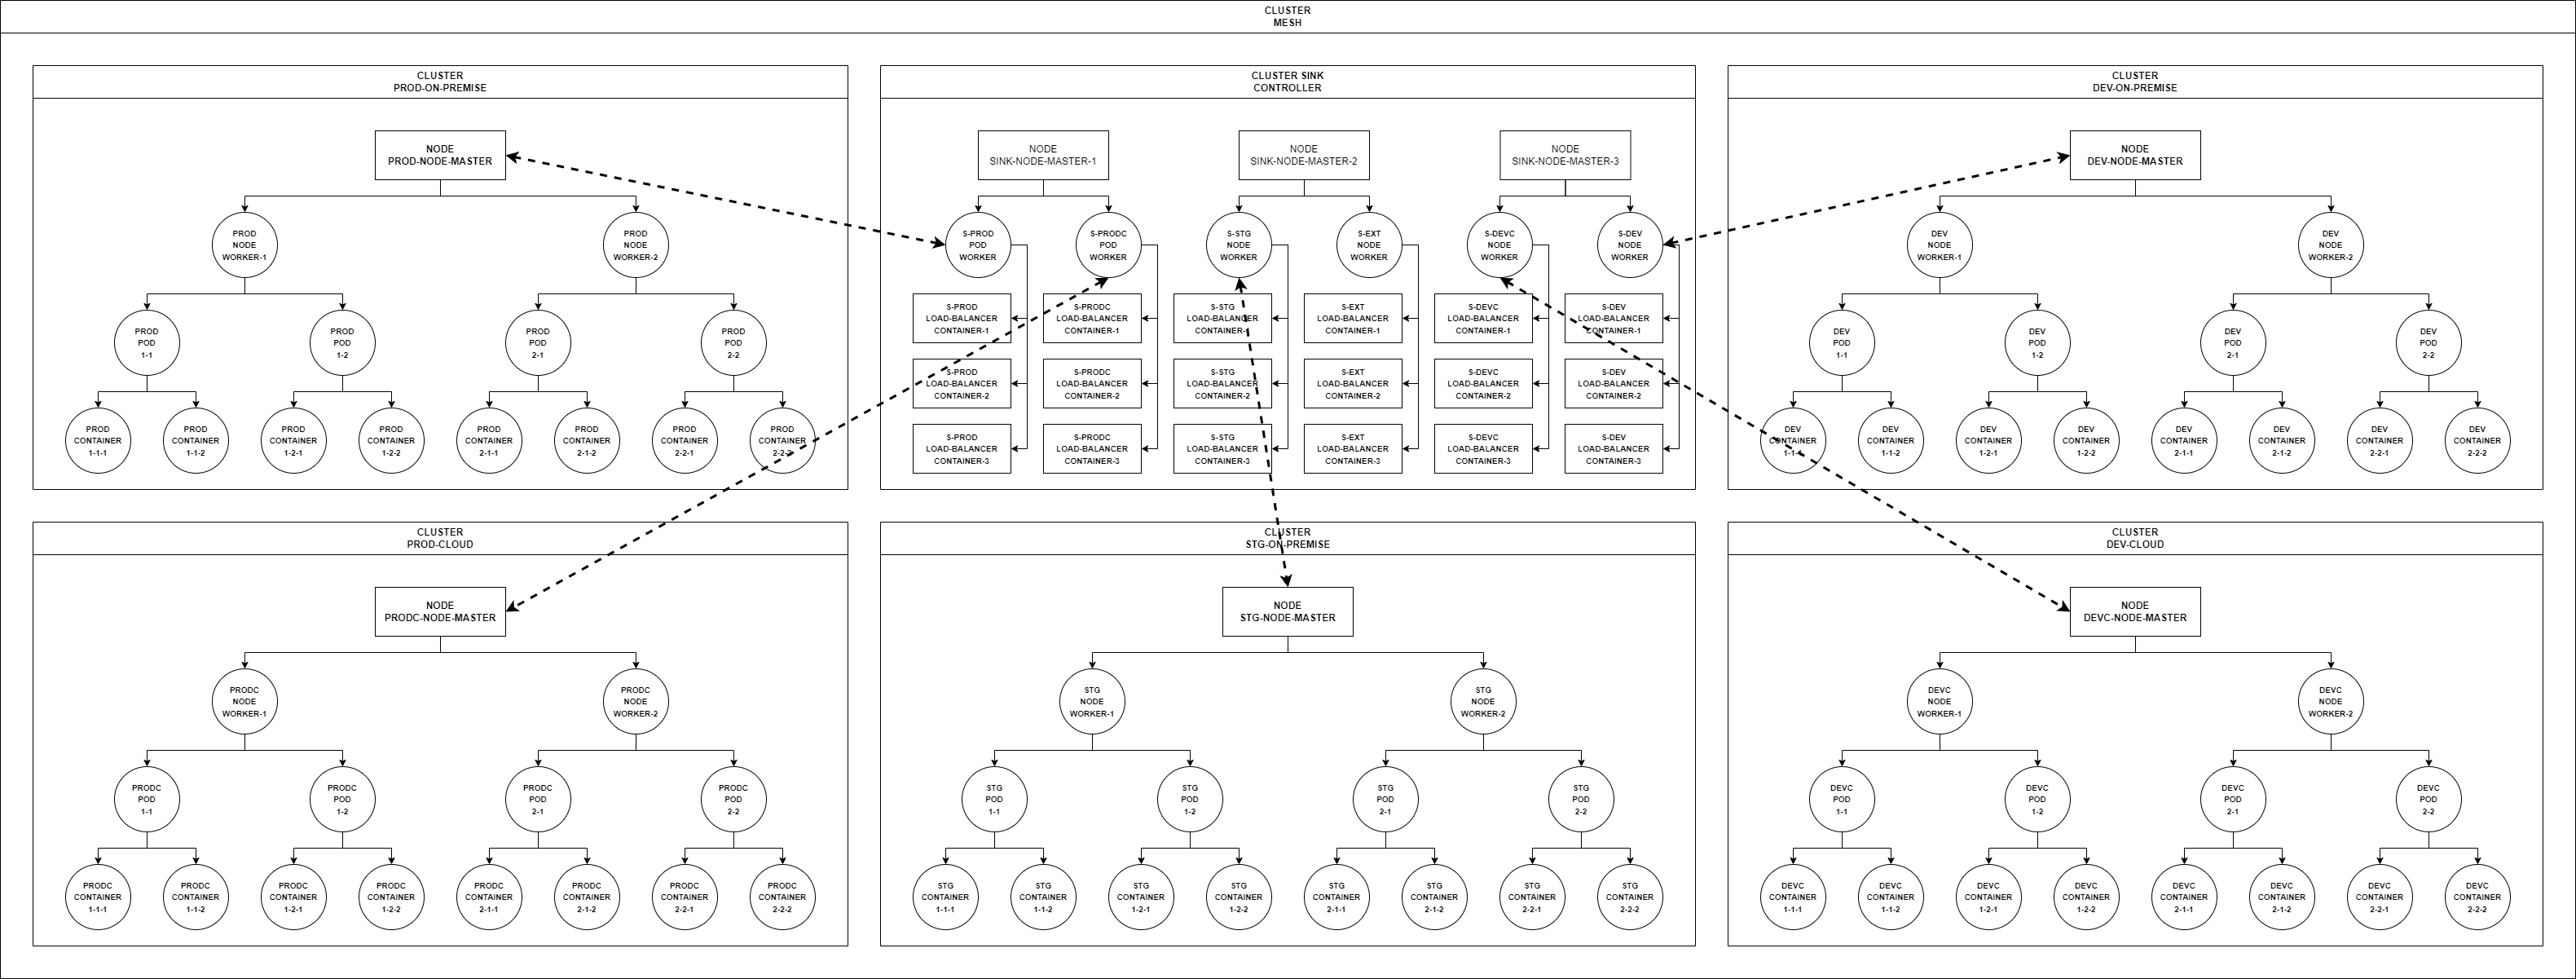 CLUSTER
MESH
CLUSTER
PROD-ON-PREMISE
NODE
PROD-NODE-MASTER
PROD
NODE
WORKER-1
PROD
NODE
WORKER-2
PROD
POD
1-1
PROD
POD
1-2
PROD
POD
2-1
PROD
POD
2-2
PROD
CONTAINER
1-1-1
PROD
CONTAINER
1-1-2
PROD
CONTAINER
1-2-1
PROD
CONTAINER
1-2-2
PROD
CONTAINER
2-1-1
PROD
CONTAINER
2-1-2
PROD
CONTAINER
2-2-1
PROD
CONTAINER
2-2-2
CLUSTER SINK
CONTROLLER
NODE
SINK-NODE-MASTER-1
NODE
SINK-NODE-MASTER-2
NODE
SINK-NODE-MASTER-3
S-PROD
POD
WORKER
S-PRODC
POD
WORKER
S-STG
NODE
WORKER
S-EXT
NODE
WORKER
S-DEVC
NODE
WORKER
S-DEV
NODE
WORKER
S-PROD
LOAD-BALANCER
CONTAINER-1
S-PRODC
LOAD-BALANCER
CONTAINER-1
S-STG
LOAD-BALANCER
CONTAINER-1
S-EXT
LOAD-BALANCER
CONTAINER-1
S-DEVC
LOAD-BALANCER
CONTAINER-1
S-DEV
LOAD-BALANCER
CONTAINER-1
S-PROD
LOAD-BALANCER
CONTAINER-2
S-PRODC
LOAD-BALANCER
CONTAINER-2
S-STG
LOAD-BALANCER
CONTAINER-2
S-EXT
LOAD-BALANCER
CONTAINER-2
S-DEVC
LOAD-BALANCER
CONTAINER-2
S-DEV
LOAD-BALANCER
CONTAINER-2
S-PROD
LOAD-BALANCER
CONTAINER-3
S-PRODC
LOAD-BALANCER
CONTAINER-3
S-STG
LOAD-BALANCER
CONTAINER-3
S-EXT
LOAD-BALANCER
CONTAINER-3
S-DEVC
LOAD-BALANCER
CONTAINER-3
S-DEV
LOAD-BALANCER
CONTAINER-3
CLUSTER
DEV-ON-PREMISE
NODE
DEV-NODE-MASTER
DEV
NODE
WORKER-1
DEV
NODE
WORKER-2
DEV
POD
1-1
DEV
POD
1-2
DEV
POD
2-1
DEV
POD
2-2
DEV
CONTAINER
1-1-1
DEV
CONTAINER
1-1-2
DEV
CONTAINER
1-2-1
DEV
CONTAINER
1-2-2
DEV
CONTAINER
2-1-1
DEV
CONTAINER
2-1-2
DEV
CONTAINER
2-2-1
DEV
CONTAINER
2-2-2
CLUSTER
PROD-CLOUD
NODE
PRODC-NODE-MASTER
PRODC
NODE
WORKER-1
PRODC
NODE
WORKER-2
PRODC
POD
1-1
PRODC
POD
1-2
PRODC
POD
2-1
PRODC
POD
2-2
PRODC
CONTAINER
1-1-1
PRODC
CONTAINER
1-1-2
PRODC
CONTAINER
1-2-1
PRODC
CONTAINER
1-2-2
PRODC
CONTAINER
2-1-1
PRODC
CONTAINER
2-1-2
PRODC
CONTAINER
2-2-1
PRODC
CONTAINER
2-2-2
CLUSTER
STG-ON-PREMISE
NODE
STG-NODE-MASTER
STG
NODE
WORKER-1
STG
NODE
WORKER-2
STG
POD
1-1
STG
POD
1-2
STG
POD
2-1
STG
POD
2-2
STG
CONTAINER
1-1-1
STG
CONTAINER
1-1-2
STG
CONTAINER
1-2-1
STG
CONTAINER
1-2-2
STG
CONTAINER
2-1-1
STG
CONTAINER
2-1-2
STG
CONTAINER
2-2-1
STG
CONTAINER
2-2-2
CLUSTER
DEV-CLOUD
NODE
DEVC-NODE-MASTER
DEVC
NODE
WORKER-1
DEVC
NODE
WORKER-2
DEVC
POD
1-1
DEVC
POD
1-2
DEVC
POD
2-1
DEVC
POD
2-2
DEVC
CONTAINER
1-1-1
DEVC
CONTAINER
1-1-2
DEVC
CONTAINER
1-2-1
DEVC
CONTAINER
1-2-2
DEVC
CONTAINER
2-1-1
DEVC
CONTAINER
2-1-2
DEVC
CONTAINER
2-2-1
DEVC
CONTAINER
2-2-2